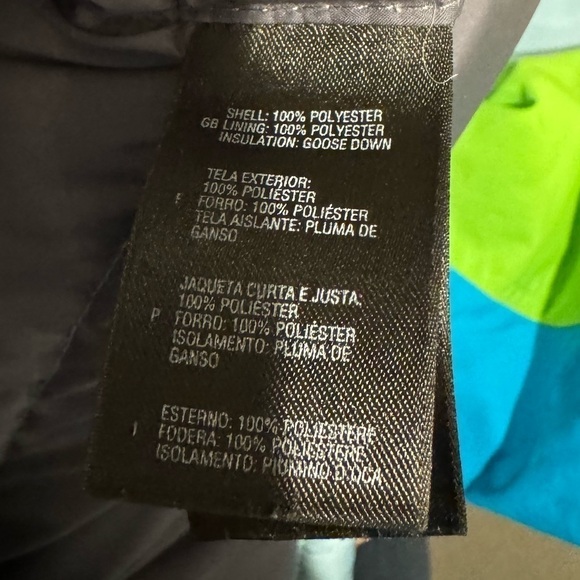 SHELL: 100% POLYESTER
GB LINING: 100% POLYESTER
INSULATION: GOOSE DOWN
TELA EXTERIOR:
100% POLIÉSTER
E FORRO: 100% POLIÉSTER
TELA AISLANTE: PLUMA DE
GANSO
JAQUETA CURTA E JUSTA:
100% POLIÉSTER
P FORRO: 100% POLIÉSTER
ISOLAMENTO: PLUMA DE
GANSO
ESTERNO: 100% POLIESTERE
I FODERA: 100% POLIESTERE
ISOLAMENTO: PIUMINO D'OCA